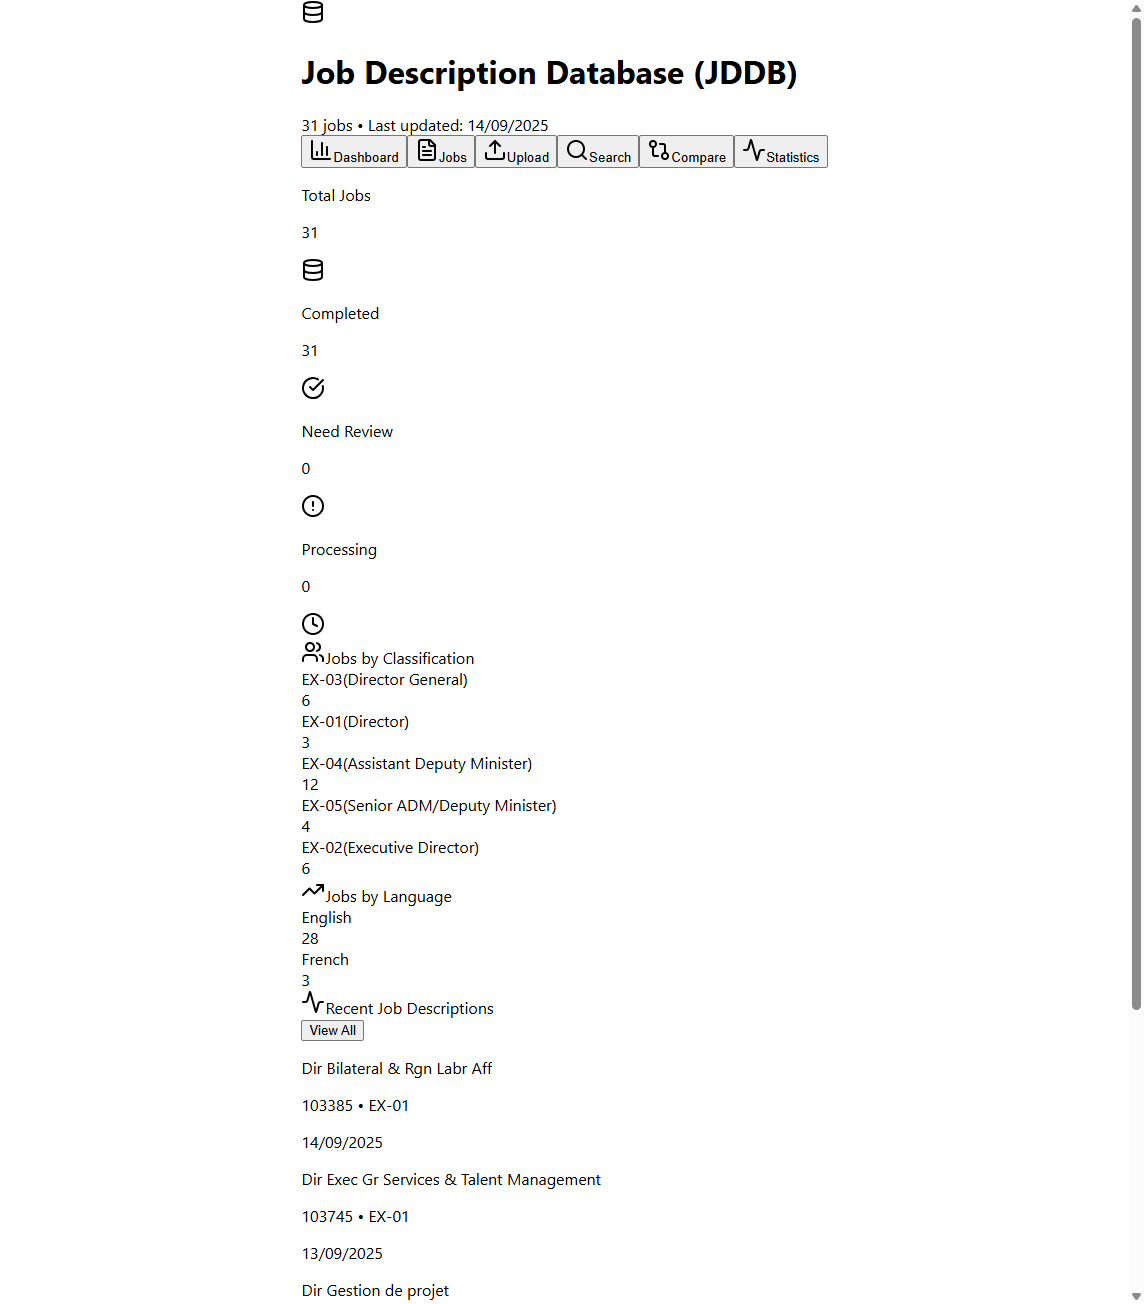 Job Description Database (JDDB)
31 jobs • Last updated: 14/09/2025
Dashboard Jobs Upload Search Compare Statistics
Total Jobs
31
Completed
31
Need Review
0
Processing
0
Jobs by Classification
EX-03(Director General)
6
EX-01(Director)
3
EX-04(Assistant Deputy Minister)
12
EX-05(Senior ADM/Deputy Minister)
4
EX-02(Executive Director)
6
Jobs by Language
English
28
French
3
Recent Job Descriptions
View All
Dir Bilateral & Rgn Labr Aff
103385 • EX-01
14/09/2025
Dir Exec Gr Services & Talent Management
103745 • EX-01
13/09/2025
Dir Gestion de projet